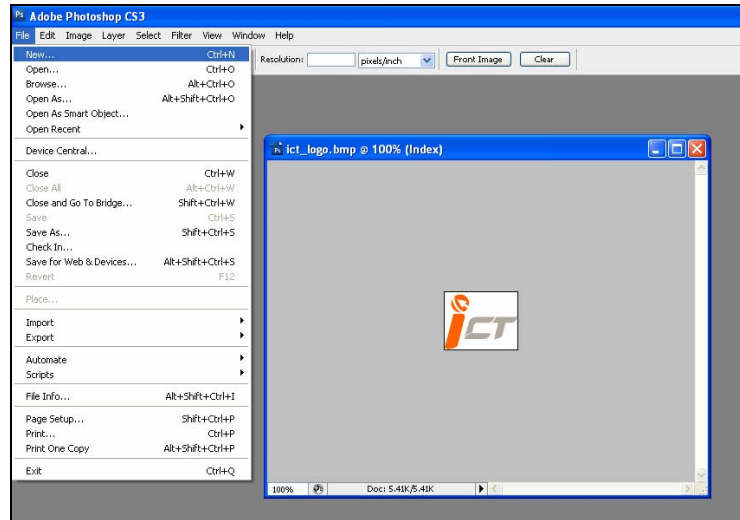 Ps Adobe Photoshop CS3
File Edit Image Layer Select Filter View Window Help
Resolution: pixels/inch Front Image Clear
New... Ctrl+N
Open... Ctrl+O
Browse... Alt+Ctrl+O
Open As... Alt+Shift+Ctrl+O
Open As Smart Object...
Open Recent
Device Central...
Close Ctrl+W
Close All Alt+Ctrl+W
Close and Go To Bridge... Shift+Ctrl+W
Save Ctrl+S
Save As... Shift+Ctrl+S
Check In...
Save for Web & Devices... Alt+Shift+Ctrl+S
Revert F12
Place...
Import
Export
Automate
Scripts
File Info... Alt+Shift+Ctrl+I
Page Setup... Shift+Ctrl+P
Print... Ctrl+P
Print One Copy Alt+Shift+Ctrl+P
Exit Ctrl+Q
ict_logo.bmp @ 100% (Index)
iCT
100% Doc: 5.41K/5.41K